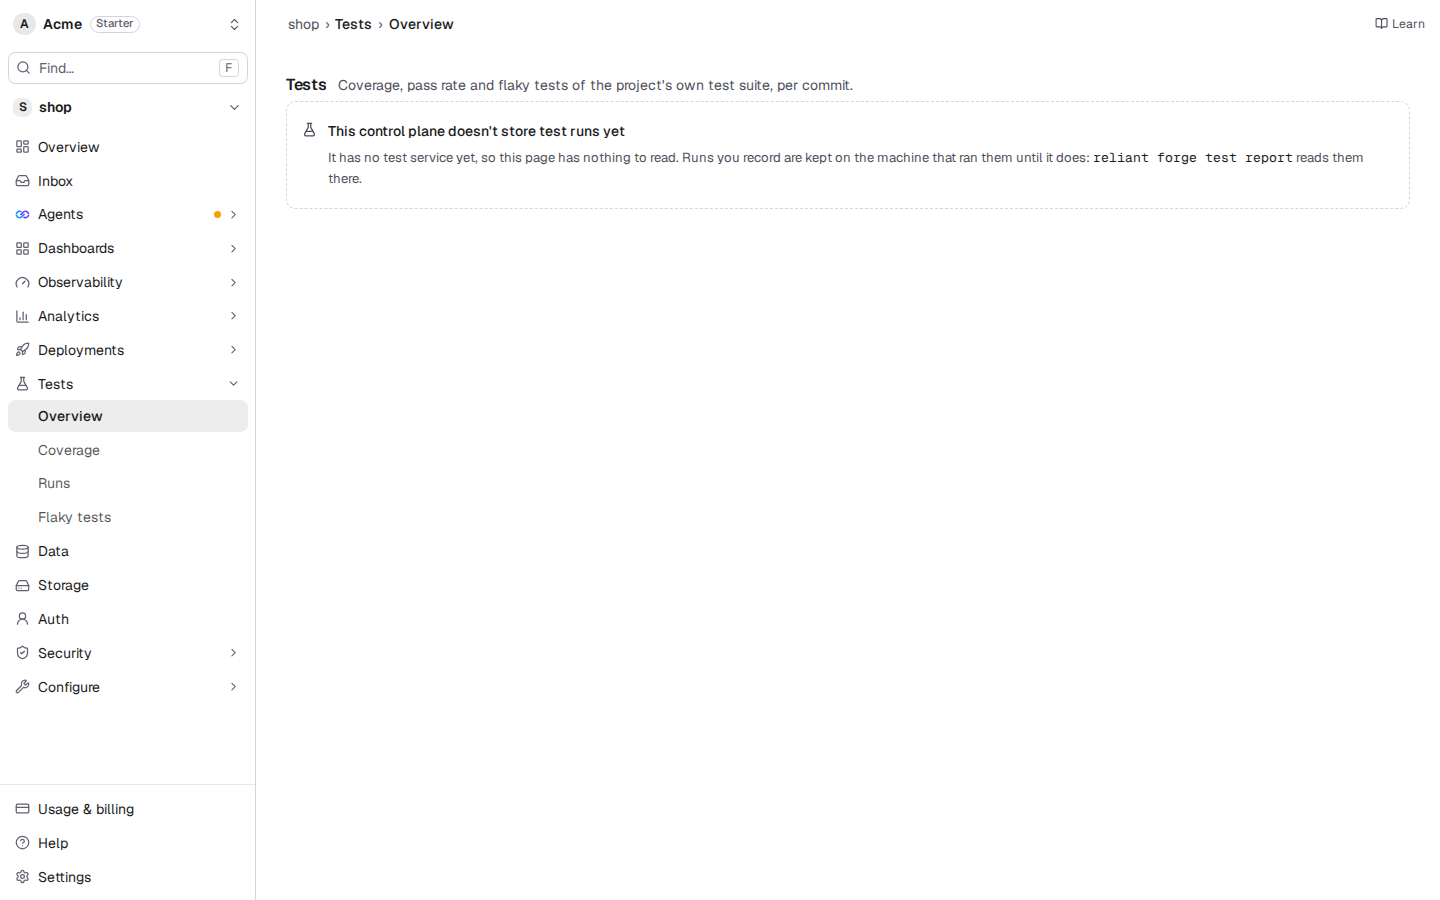 A Acme Starter
Find... F
S shop
Overview
Inbox
Agents
Dashboards
Observability
Analytics
Deployments
Tests
Overview
Coverage
Runs
Flaky tests
Data
Storage
Auth
Security
Configure
Usage & billing
Help
Settings
shop › Tests › Overview
Learn
Tests Coverage, pass rate and flaky tests of the project's own test suite, per commit.
This control plane doesn't store test runs yet
It has no test service yet, so this page has nothing to read. Runs you record are kept on the machine that ran them until it does: reliant forge test report reads them
there.